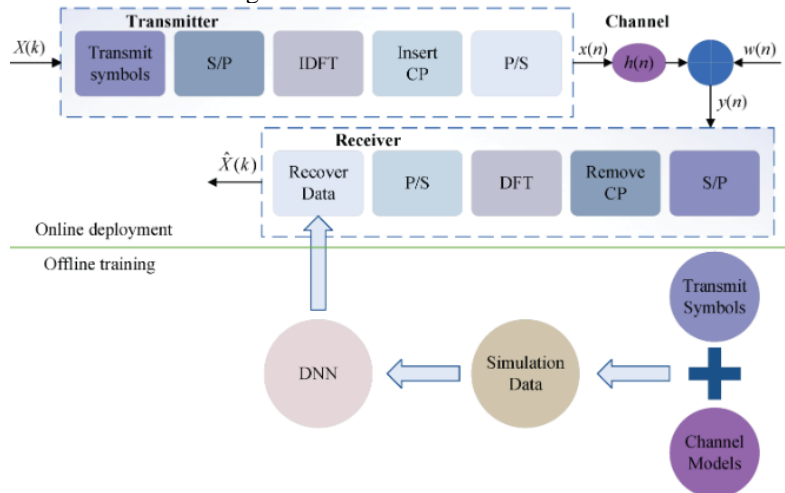 Transmitter
Channel
X(k)
Transmit
symbols
S/P
IDFT
Insert
CP
P/S
x(n)
h(n)
w(n)
y(n)
Receiver
X̂(k)
Recover
Data
P/S
DFT
Remove
CP
S/P
Online deployment
Offline training
Transmit
Symbols
DNN
Simulation
Data
Channel
Models